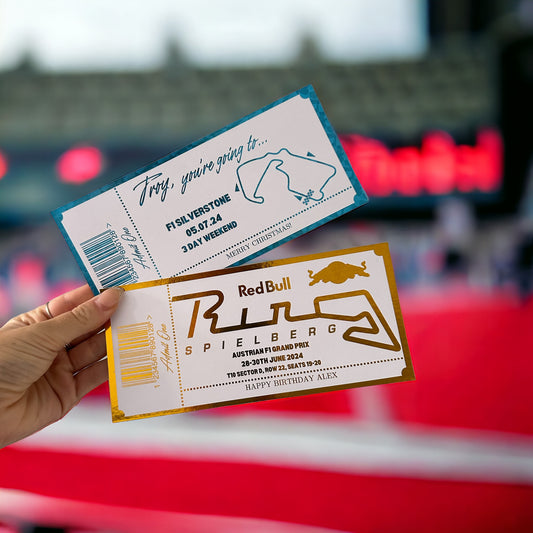 Troy, you're going to...
F1 SILVERSTONE
05.07.24
3 DAY WEEKEND
MERRY CHRISTMAS!
Admit One
Red Bull
Ring
SPIELBERG
AUSTRIAN F1 GRAND PRIX
28-30TH JUNE 2024
T10 SECTOR D, ROW 22, SEATS 19-20
HAPPY BIRTHDAY ALEX
Admit One